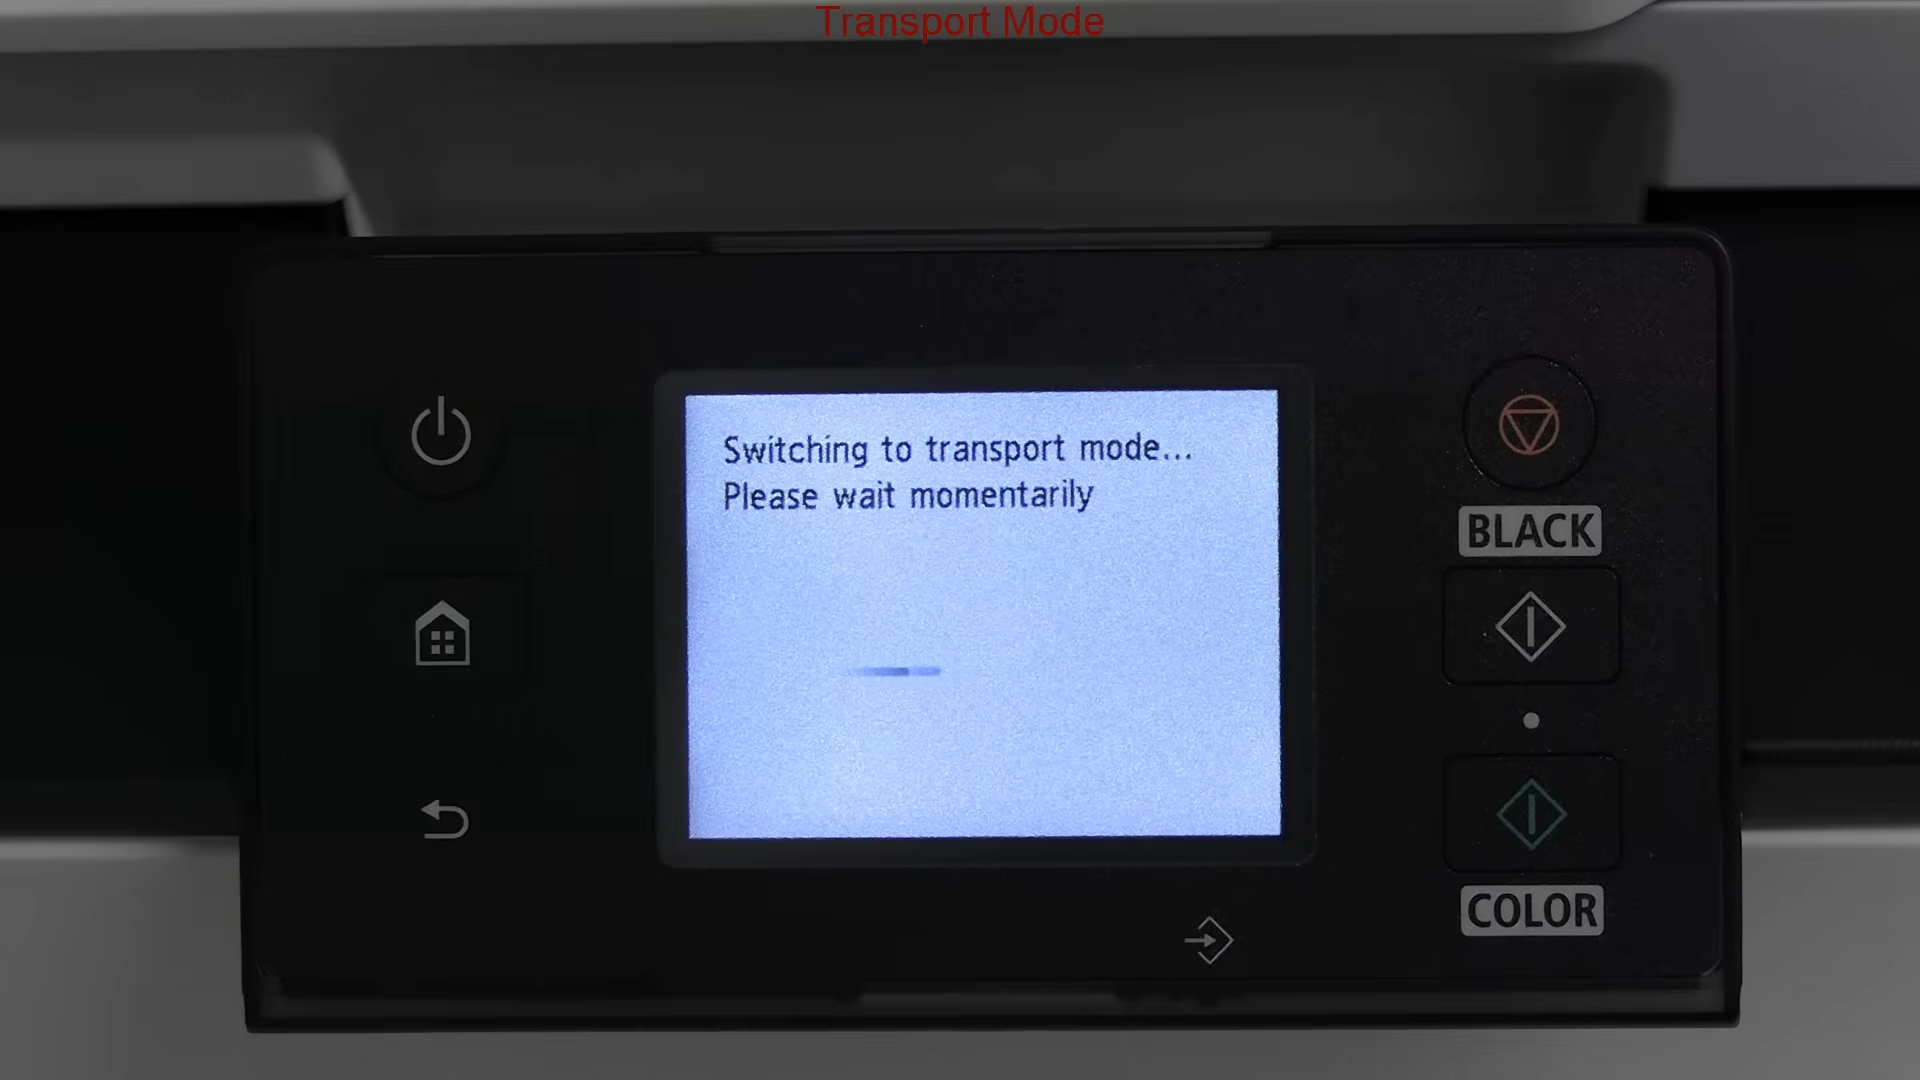 Transport Mode
Switching to transport mode...
Please wait momentarily
BLACK
COLOR